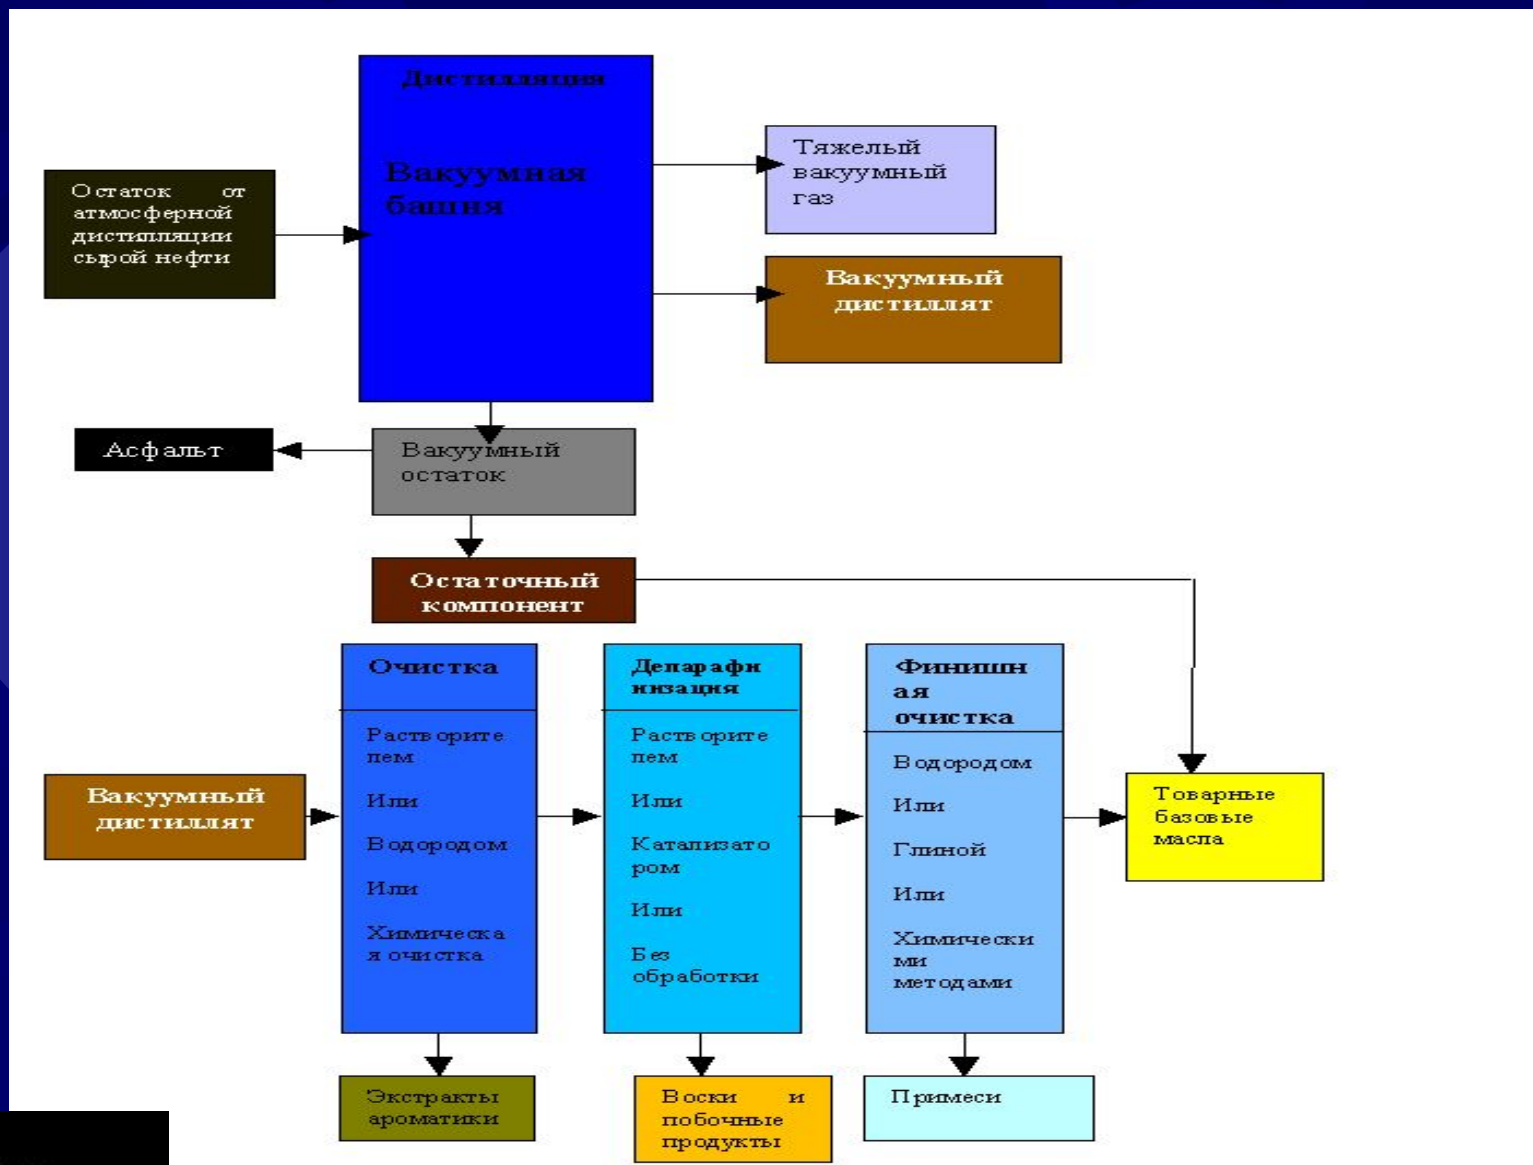 Дистилляция
Вакуумная
башня
Остаток от
атмосферной
дистилляции
сырой нефти
Тяжелый
вакуумный
газ
Вакуумный
дистиллят
Асфальт
Вакуумный
остаток
Остаточный
компонент
Вакуумный
дистиллят
Очистка
Растворите
лем
Или
Водородом
Или
Химическа
я очистка
Депарафи
низация
Растворите
лем
Или
Катализато
ром
Или
Без
обработки
Финишн
ая
очистка
Водородом
Или
Глиной
Или
Химически
ми
методами
Товарные
базовые
масла
Экстракты
ароматики
Воски и
побочные
продукты
Примеси